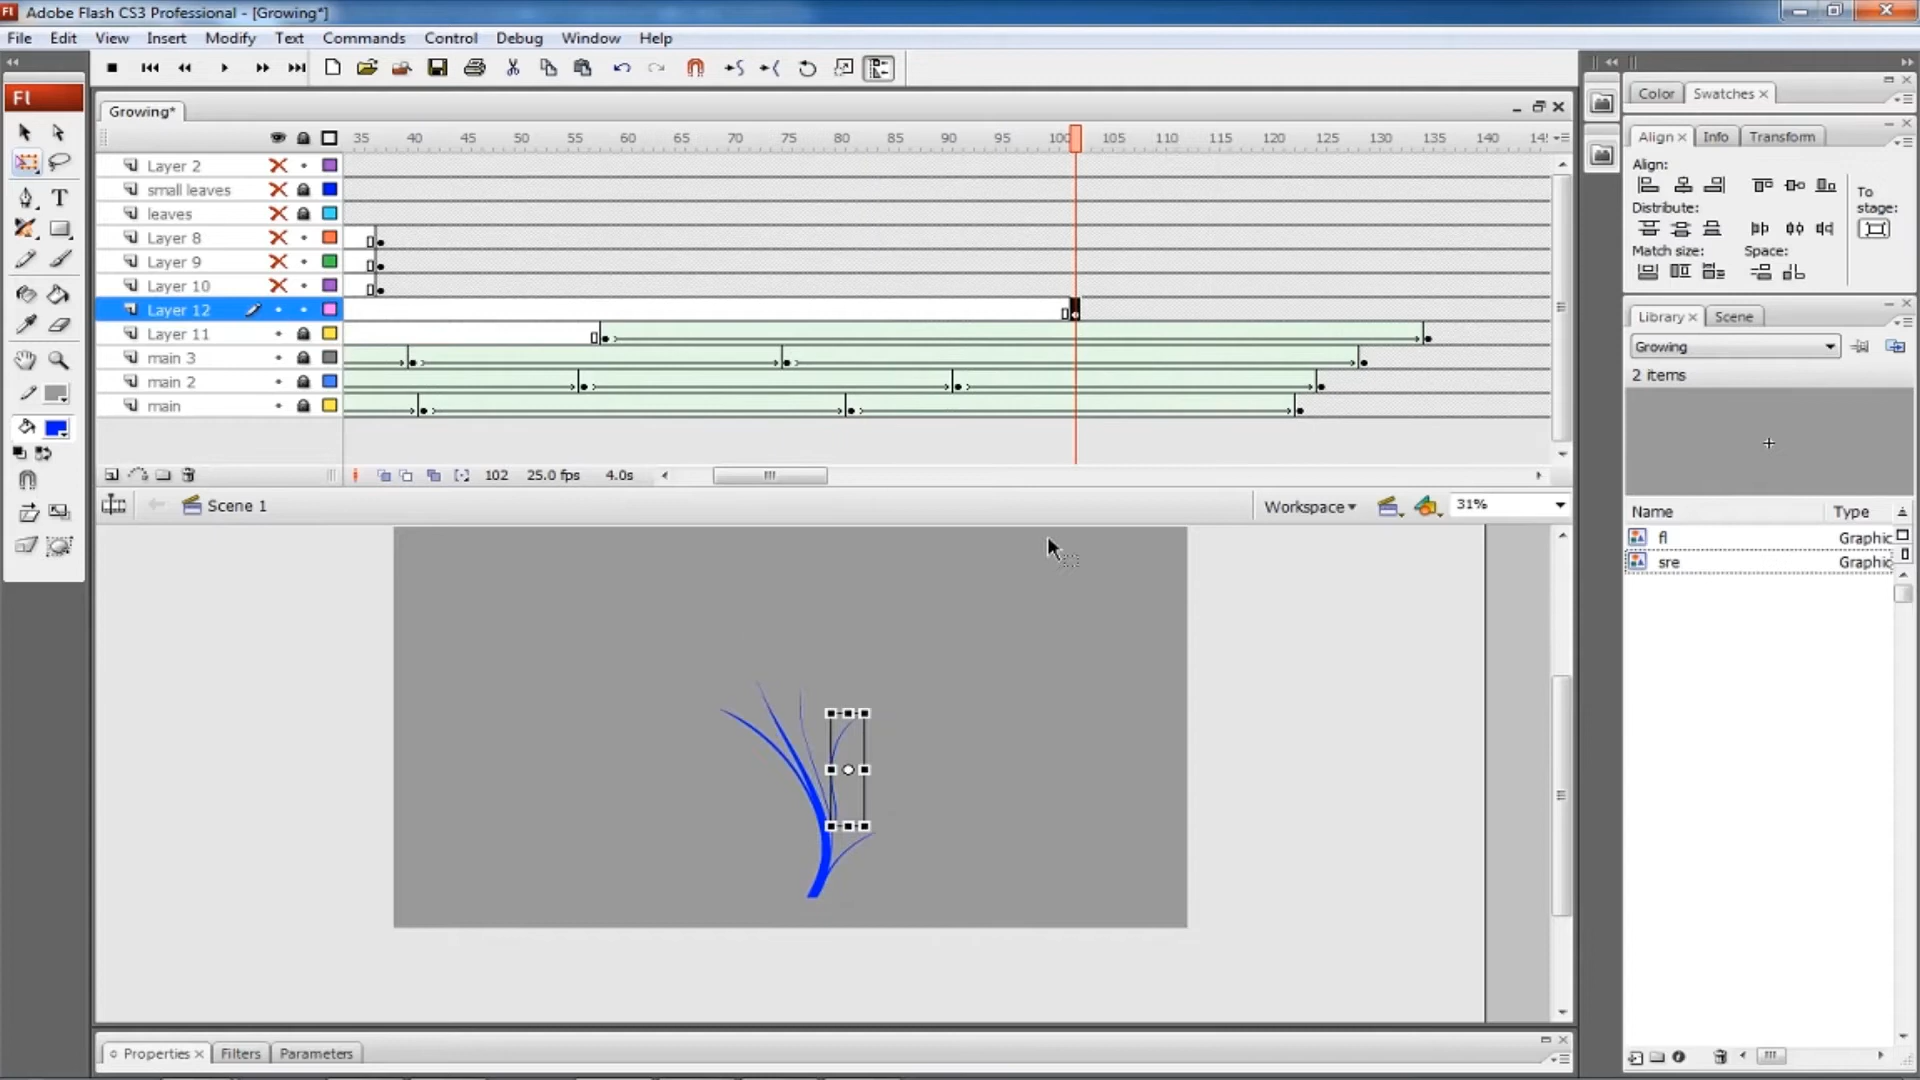 Fl Adobe Flash CS3 Professional - [Growing*]
File Edit View Insert Modify Text Commands Control Debug Window Help
Fl
Growing*
35 40 45 50 55 60 65 70 75 80 85 90 95 100 105 110 115 120 125 130 135 140 14
Layer 2
small leaves
leaves
Layer 8
Layer 9
Layer 10
Layer 12
Layer 11
main 3
main 2
main
102 25.0 fps 4.0s
Scene 1
Workspace
31%
Properties Filters Parameters
Color Swatches
Align Info Transform
Align:
To
stage:
Distribute:
Match size: Space:
Library Scene
Growing
2 items
Name Type
fl Graphic
sre Graphic